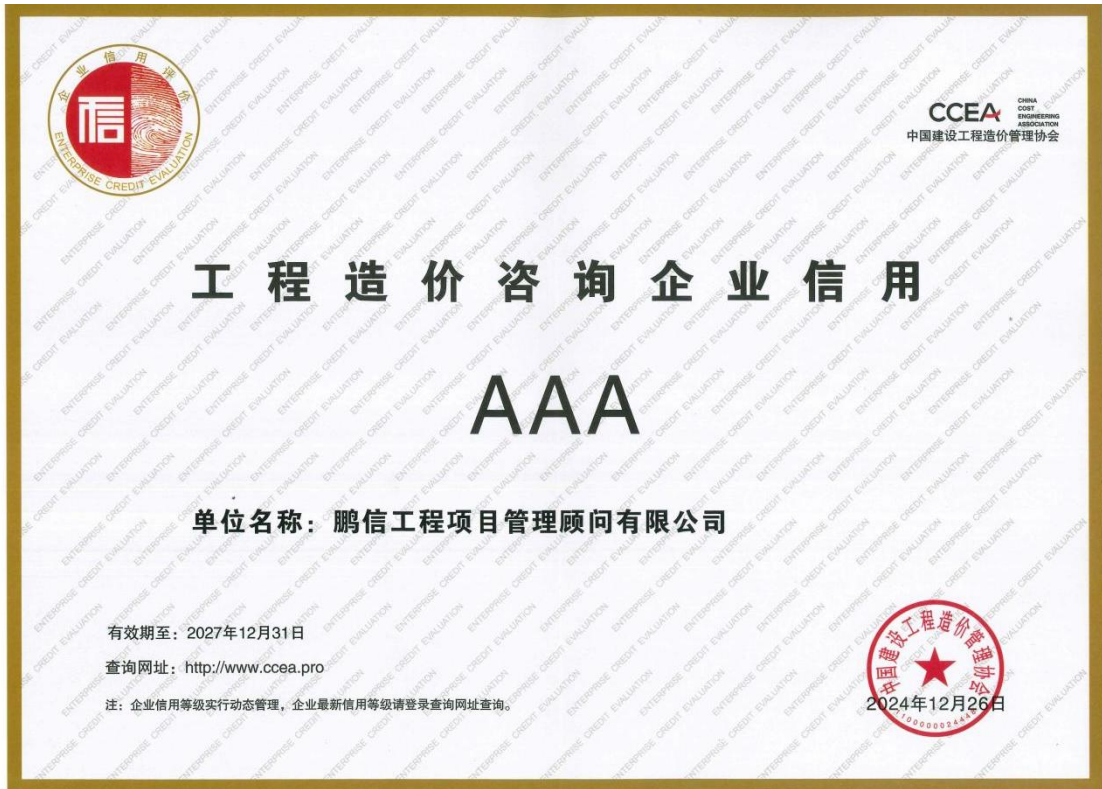 企业信用评价
信
ENTERPRISE CREDIT EVALUATION
CCEA CHINA COST ENGINEERING ASSOCIATION
中国建设工程造价管理协会
工程造价咨询企业信用
AAA
单位名称：鹏信工程项目管理顾问有限公司
有效期至：2027年12月31日
查询网址：http://www.ccea.pro
注：企业信用等级实行动态管理，企业最新信用等级请登录查询网址查询。
中国建设工程造价管理协会
2024年12月26日